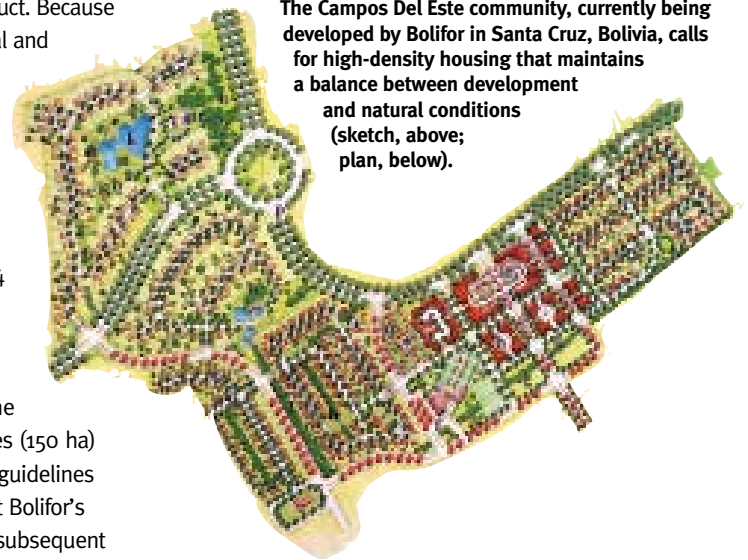 uct. Because
al and
The Campos Del Este community, currently being
developed by Bolifor in Santa Cruz, Bolivia, calls
for high-density housing that maintains
a balance between development
and natural conditions
(sketch, above;
plan, below).
4
ne
es (150 ha)
guidelines
t Bolifor's
subsequent